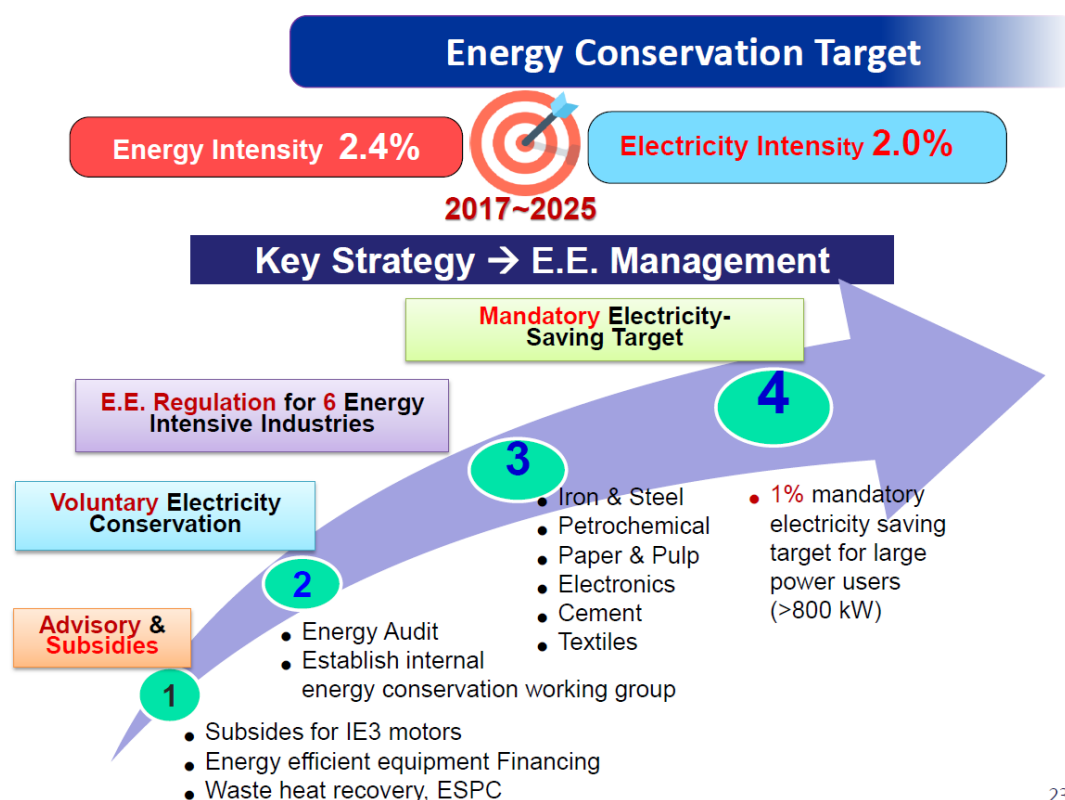 Energy Conservation Target
Energy Intensity 2.4%
Electricity Intensity 2.0%
2017~2025
Key Strategy → E.E. Management
Mandatory Electricity-
Saving Target
4
E.E. Regulation for 6 Energy
Intensive Industries
3
Voluntary Electricity
Conservation
2
Advisory &
Subsidies
1
• Iron & Steel
• Petrochemical
• Paper & Pulp
• Electronics
• Cement
• Textiles
• 1% mandatory
electricity saving
target for large
power users
(>800 kW)
• Energy Audit
• Establish internal
energy conservation working group
• Subsides for IE3 motors
• Energy efficient equipment Financing
• Waste heat recovery, ESPC
23